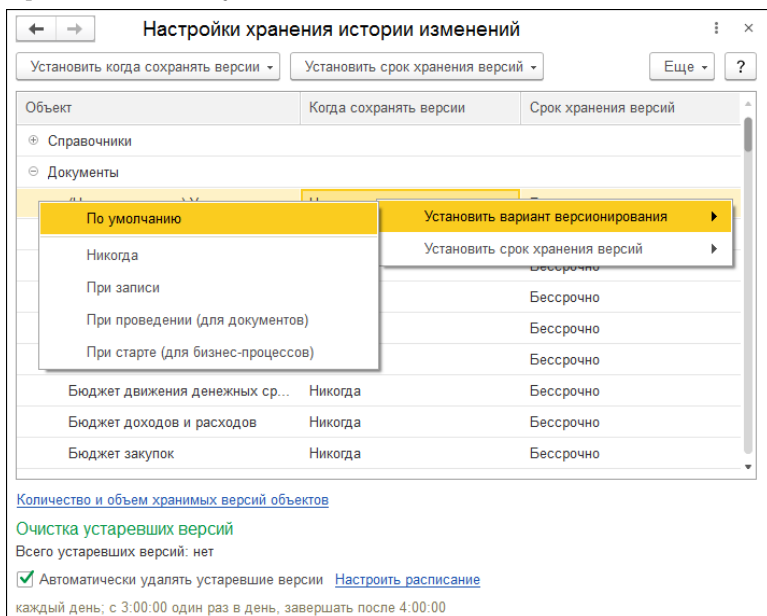 Настройки хранения истории изменений
Установить когда сохранять версии
Установить срок хранения версий
Еще
?
Объект Когда сохранять версии Срок хранения версий
Справочники
Документы
По умолчанию
Никогда
При записи
При проведении (для документов)
При старте (для бизнес-процессов)
Установить вариант версионирования
Установить срок хранения версий
Бессрочно
Бессрочно
Бессрочно
Бессрочно
Бюджет движения денежных ср... Никогда Бессрочно
Бюджет доходов и расходов Никогда Бессрочно
Бюджет закупок Никогда Бессрочно
Количество и объем хранимых версий объектов
Очистка устаревших версий
Всего устаревших версий: нет
Автоматически удалять устаревшие версии Настроить расписание
каждый день; с 3:00:00 один раз в день, завершать после 4:00:00